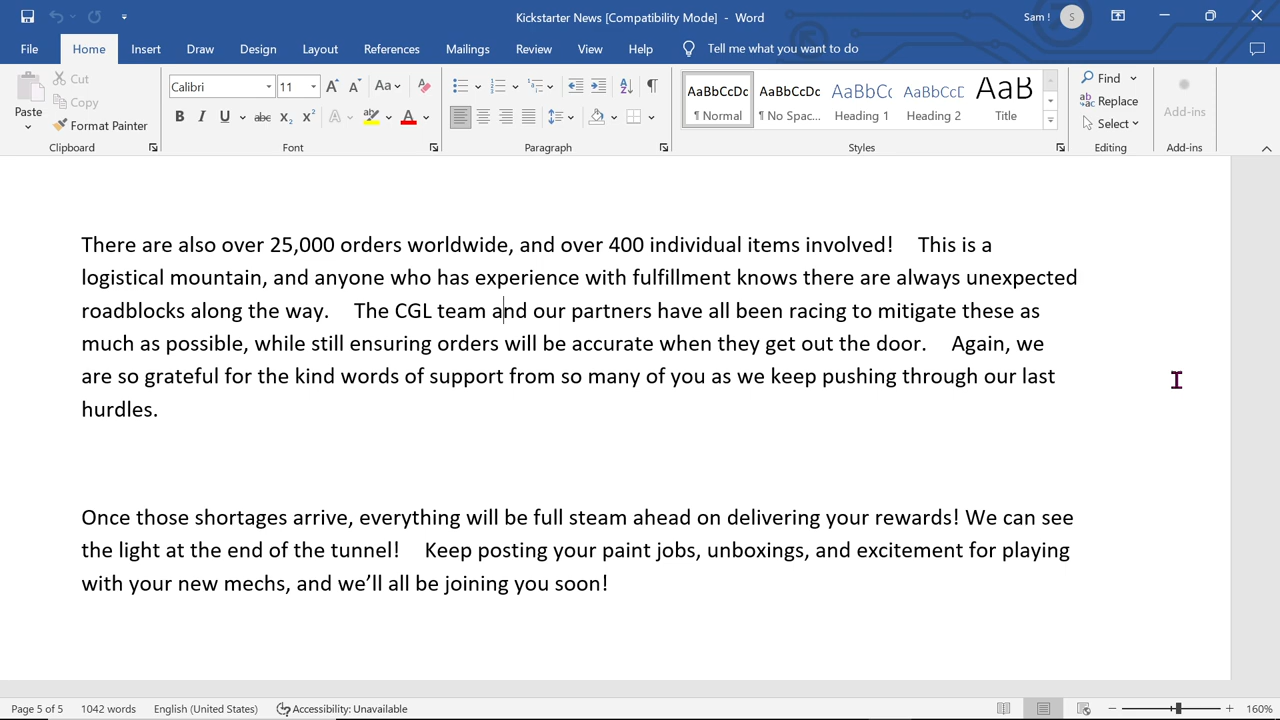 Kickstarter News [Compatibility Mode] - Word
Sam !
S
File Home Insert Draw Design Layout References Mailings Review View Help Tell me what you want to do
Paste
Cut
Copy
Format Painter
Clipboard
Calibri 11 Aa
B I U abc x₂ x² A A
Font
Paragraph
AaBbCcDc AaBbCcDc AaBbCc AaBbCcD AaB
¶ Normal ¶ No Spac... Heading 1 Heading 2 Title
Styles
Find
Replace
Select
Editing
Add-ins
Add-ins
There are also over 25,000 orders worldwide, and over 400 individual items involved! This is a
logistical mountain, and anyone who has experience with fulfillment knows there are always unexpected
roadblocks along the way. The CGL team and our partners have all been racing to mitigate these as
much as possible, while still ensuring orders will be accurate when they get out the door. Again, we
are so grateful for the kind words of support from so many of you as we keep pushing through our last
hurdles.
Once those shortages arrive, everything will be full steam ahead on delivering your rewards! We can see
the light at the end of the tunnel! Keep posting your paint jobs, unboxings, and excitement for playing
with your new mechs, and we’ll all be joining you soon!
Page 5 of 5 1042 words English (United States) Accessibility: Unavailable 160%